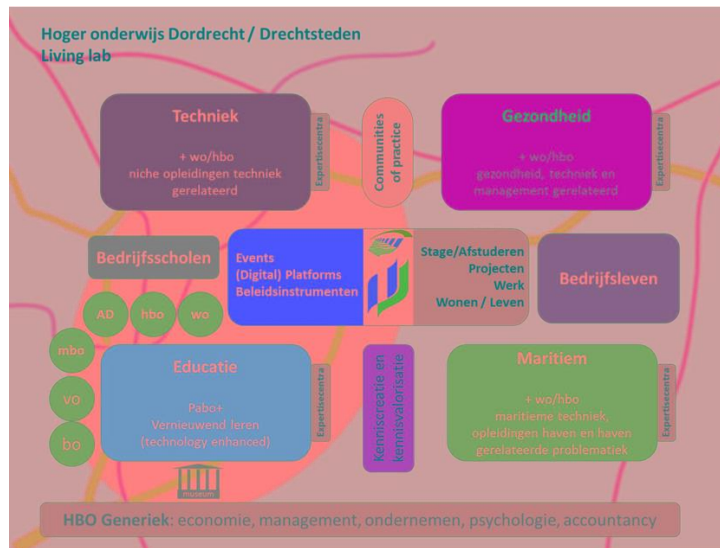 Hoger onderwijs Dordrecht / Drechtsteden
Living lab
Techniek
+ wo/hbo
niche opleidingen techniek
gerelateerd
Expertisecentra
Communities
of practice
Gezondheid
+ wo/hbo
gezondheid, techniek en
management gerelateerd
Expertisecentra
Bedrijfsscholen
AD
hbo
wo
mbo
vo
bo
Events
(Digital) Platforms
Beleidsinstrumenten
Stage/Afstuderen
Projecten
Werk
Wonen / Leven
Bedrijfsleven
Educatie
Pabo+
Vernieuwend leren
(technology enhanced)
Expertisecentra
museum
Kenniscreatie en
kennisvalorisatie
Maritiem
+ wo/hbo
maritieme techniek,
opleidingen haven en haven
gerelateerde problematiek
Expertisecentra
HBO Generiek: economie, management, ondernemen, psychologie, accountancy